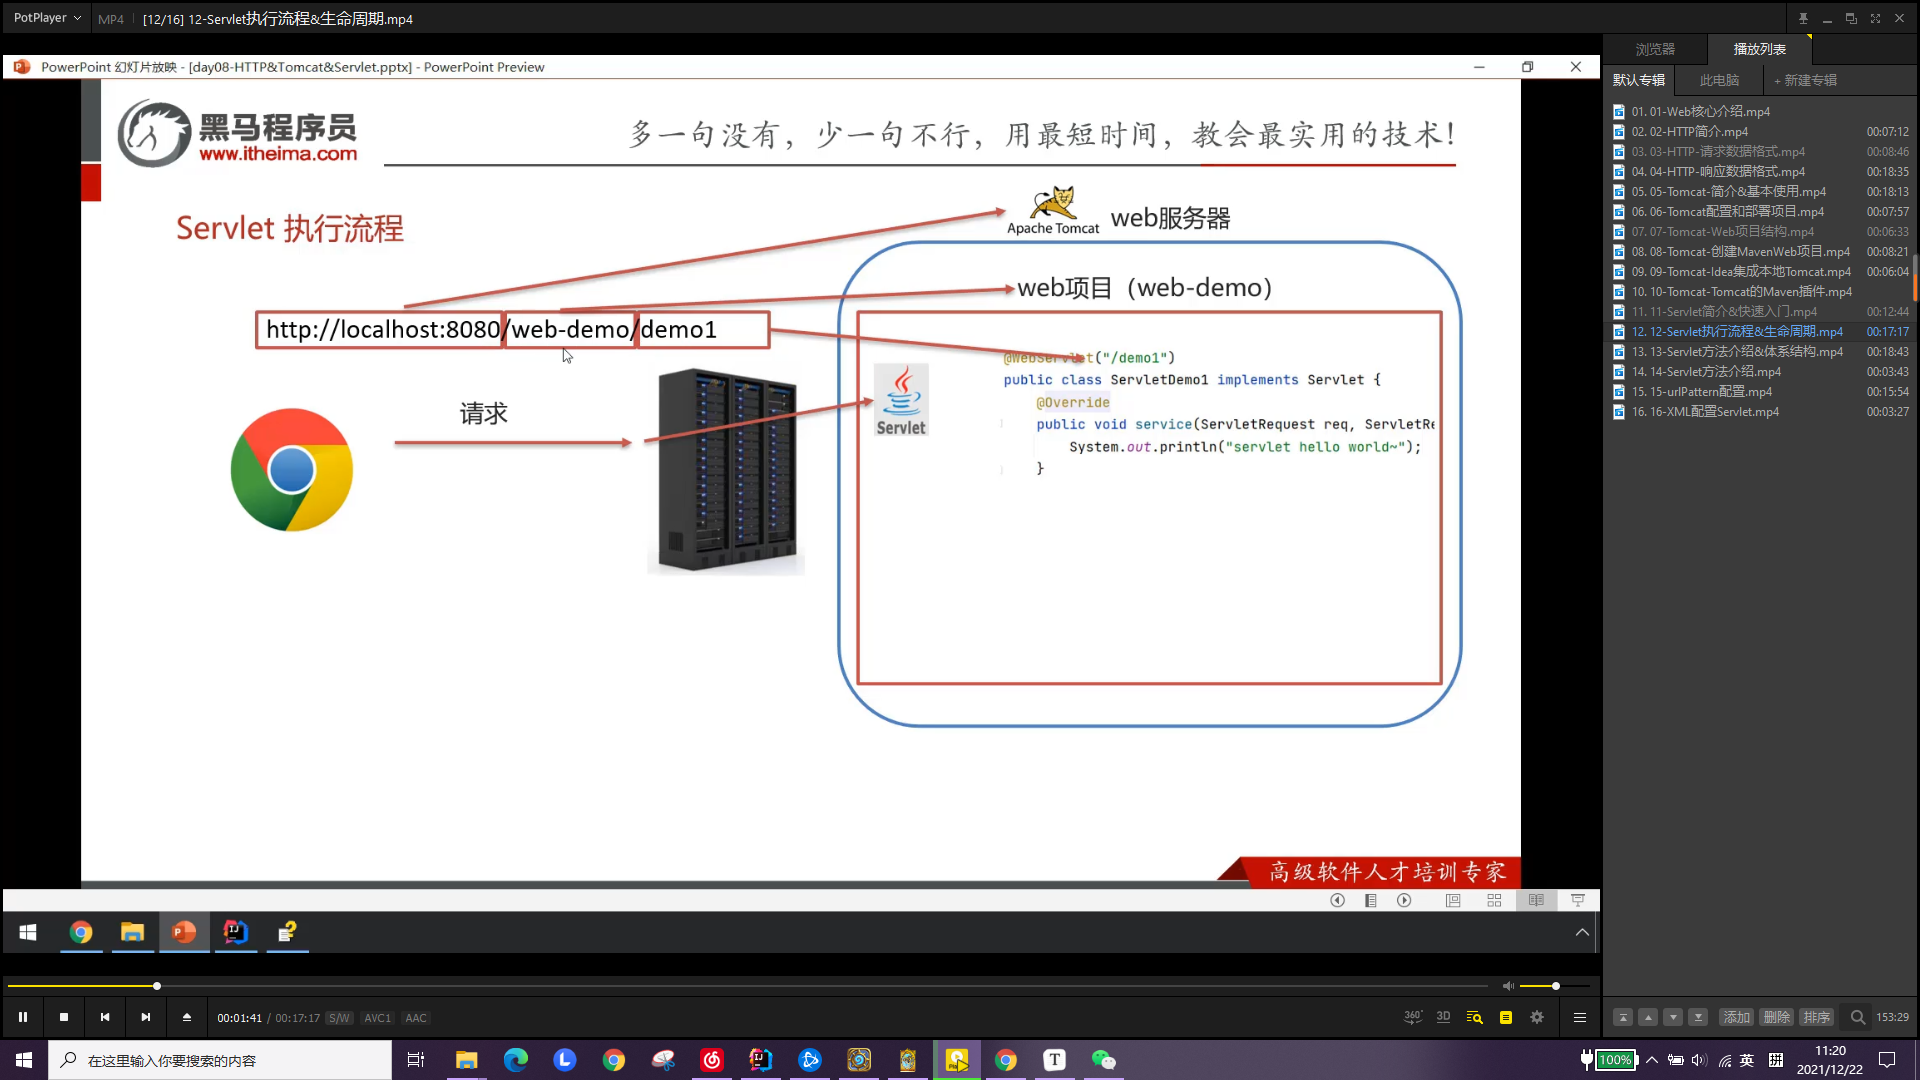 PotPlayer
MP4
[12/16] 12-Servlet执行流程&生命周期.mp4
浏览器
播放列表
默认专辑
此电脑
+ 新建专辑
PowerPoint 幻灯片放映 - [day08-HTTP&Tomcat&Servlet.pptx] - PowerPoint Preview
黑马程序员
www.itheima.com
多一句没有，少一句不行，用最短时间，教会最实用的技术！
Servlet 执行流程
Apache Tomcat
web服务器
web项目（web-demo）
http://localhost:8080/web-demo/demo1
请求
Servlet
@WebServlet("/demo1")
public class ServletDemo1 implements Servlet {
@Override
public void service(ServletRequest req, ServletRe
System.out.println("servlet hello world~");
}
高级软件人才培训专家
01. 01-Web核心介绍.mp4
02. 02-HTTP简介.mp4 00:07:12
03. 03-HTTP-请求数据格式.mp4 00:08:46
04. 04-HTTP-响应数据格式.mp4 00:18:35
05. 05-Tomcat-简介&基本使用.mp4 00:18:13
06. 06-Tomcat配置和部署项目.mp4 00:07:57
07. 07-Tomcat-Web项目结构.mp4 00:06:33
08. 08-Tomcat-创建MavenWeb项目.mp4 00:08:21
09. 09-Tomcat-Idea集成本地Tomcat.mp4 00:06:04
10. 10-Tomcat-Tomcat的Maven插件.mp4
11. 11-Servlet简介&快速入门.mp4 00:12:44
12. 12-Servlet执行流程&生命周期.mp4 00:17:17
13. 13-Servlet方法介绍&体系结构.mp4 00:18:43
14. 14-Servlet方法介绍.mp4 00:03:43
15. 15-urlPattern配置.mp4 00:15:54
16. 16-XML配置Servlet.mp4 00:03:27
00:01:41 / 00:17:17 S/W AVC1 AAC
360°
3D
添加
删除
排序
153:29
在这里输入你要搜索的内容
100%
英
拼
11:20
2021/12/22